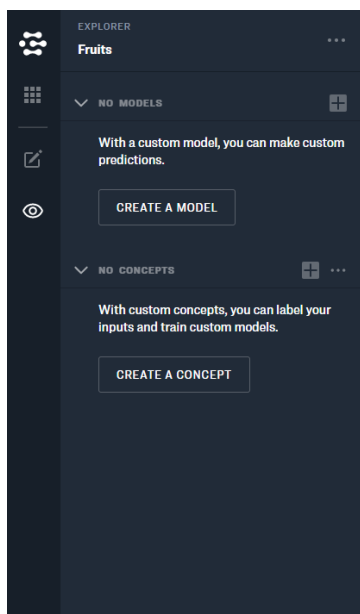 EXPLORER
Fruits
NO MODELS
With a custom model, you can make custom
predictions.
CREATE A MODEL
NO CONCEPTS
With custom concepts, you can label your
inputs and train custom models.
CREATE A CONCEPT